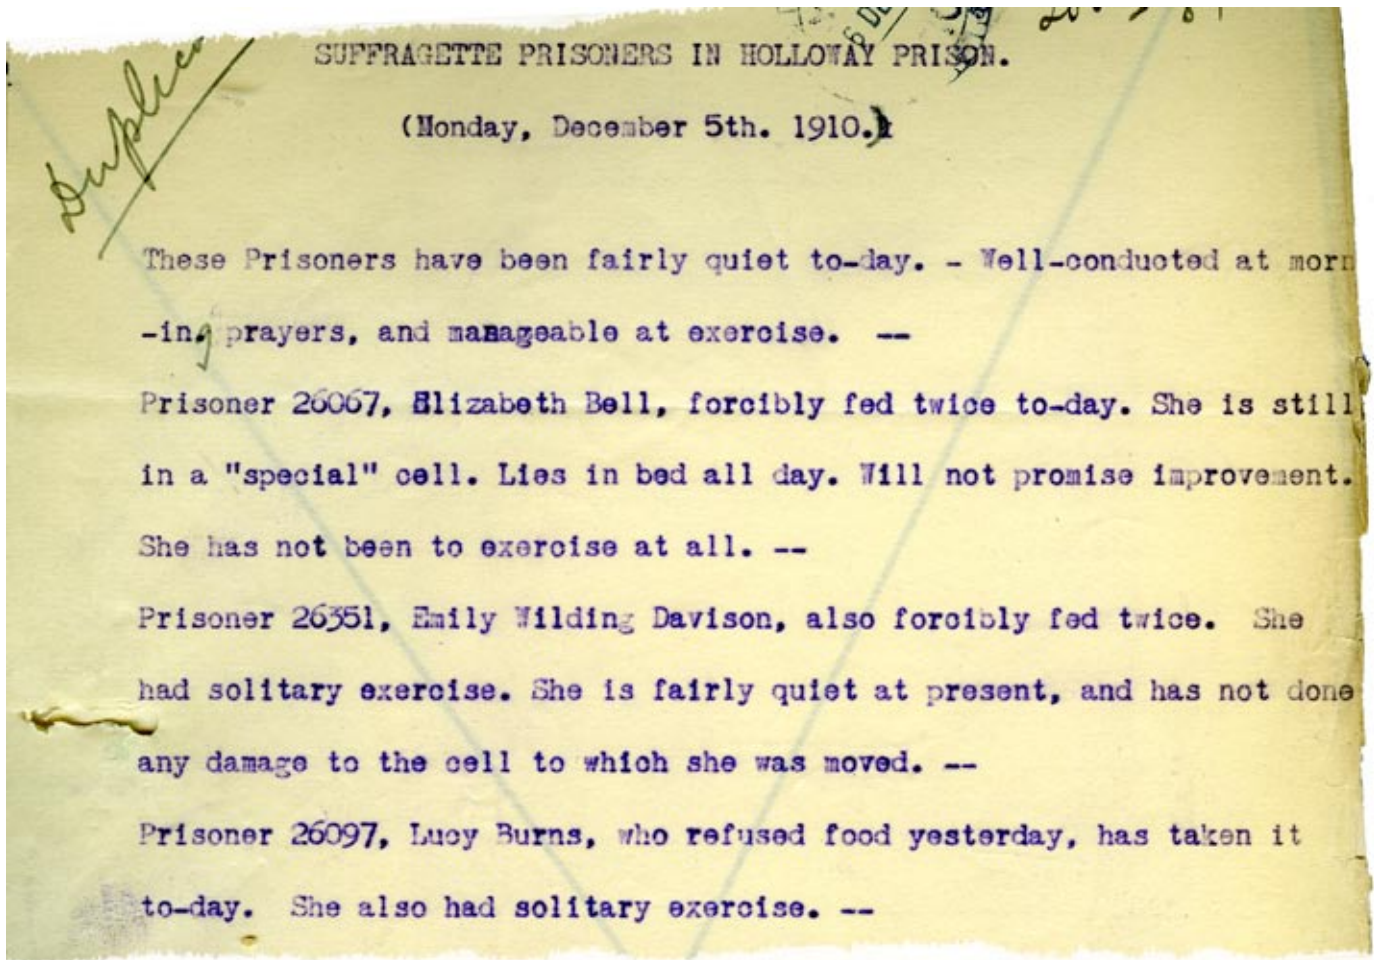 Duplica
SUFFRAGETTE PRISONERS IN HOLLOWAY PRISON.
(Monday, December 5th. 1910.)
These Prisoners have been fairly quiet to-day. - Well-conducted at morn
-ing prayers, and manageable at exercise. --
Prisoner 26067, Elizabeth Bell, forcibly fed twice to-day. She is still
in a "special" cell. Lies in bed all day. Will not promise improvement.
She has not been to exercise at all. --
Prisoner 26351, Emily Wilding Davison, also forcibly fed twice. She
had solitary exercise. She is fairly quiet at present, and has not done
any damage to the cell to which she was moved. --
Prisoner 26097, Lucy Burns, who refused food yesterday, has taken it
to-day. She also had solitary exercise. --